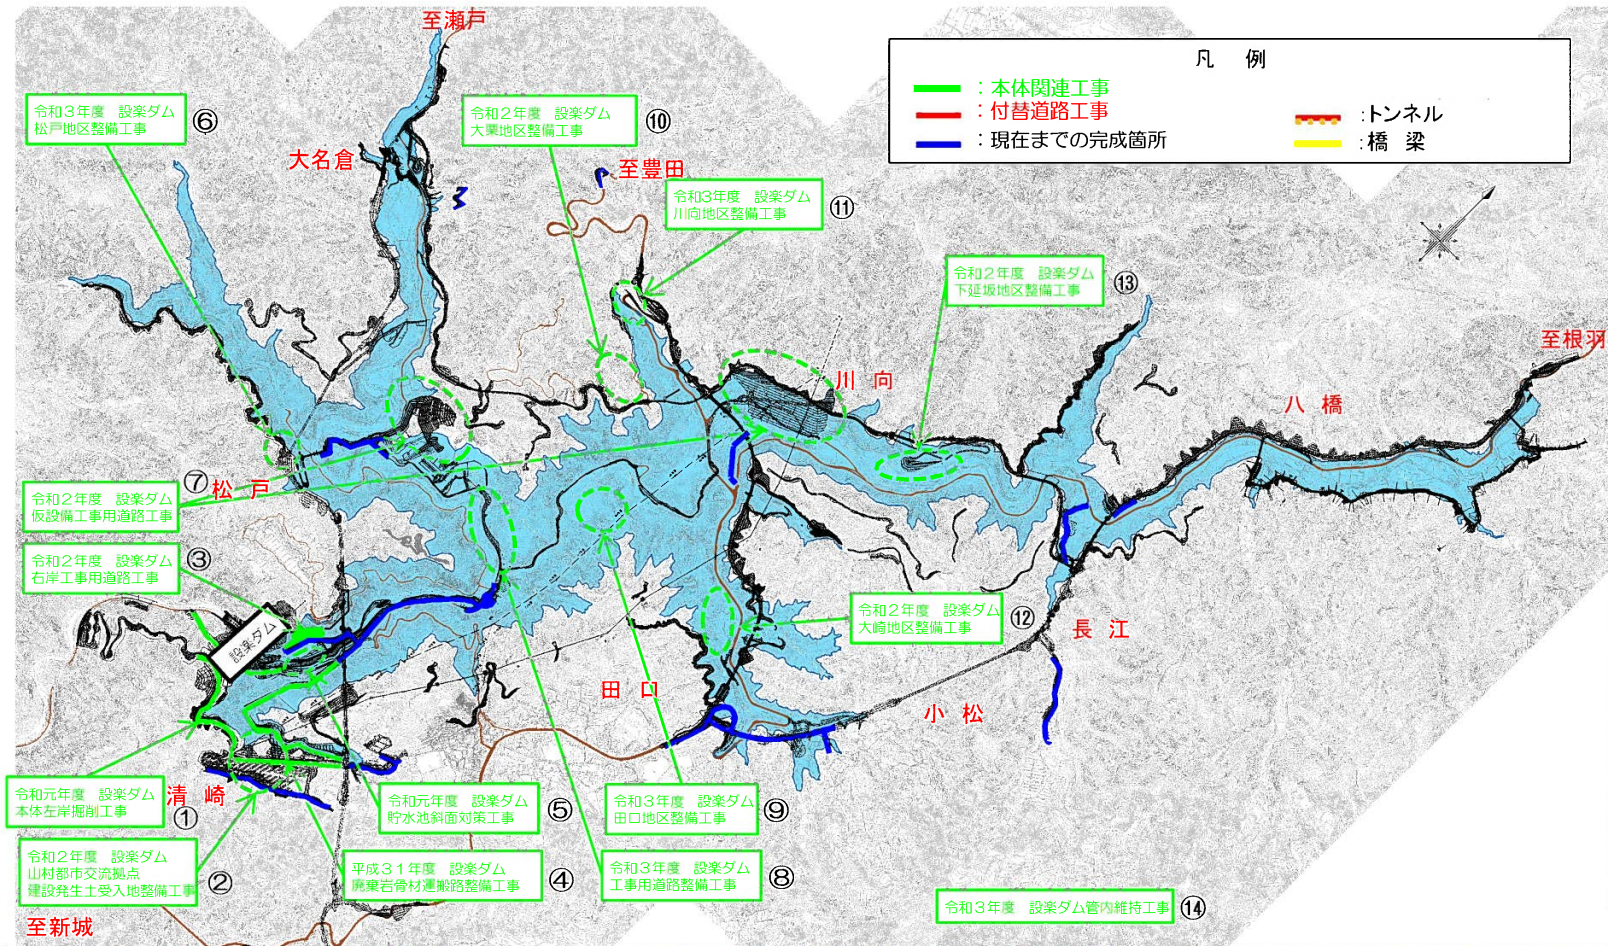 至瀬戸
凡 例
：本体関連工事
：付替道路工事
：現在までの完成箇所
：トンネル
：橋 梁
令和３年度 設楽ダム
松戸地区整備工事
⑥
令和２年度 設楽ダム
大栗地区整備工事
⑩
大名倉
至豊田
令和3年度 設楽ダム
川向地区整備工事
⑪
令和２年度 設楽ダム
下延坂地区整備工事
⑬
至根羽
川 向
八 橋
⑦
松 戸
令和２年度 設楽ダム
仮設備工事用道路工事
③
令和２年度 設楽ダム
右岸工事用道路工事
設楽ダム
令和２年度 設楽ダム
大崎地区整備工事
⑫
長 江
田 口
小 松
令和元年度 設楽ダム
本体左岸掘削工事
清 崎
①
令和元年度 設楽ダム
貯水池斜面対策工事
⑤
令和３年度 設楽ダム
田口地区整備工事
⑨
令和２年度 設楽ダム
山村都市交流拠点
建設発生土受入地整備工事
②
平成３１年度 設楽ダム
廃棄岩骨材運搬路整備工事
④
令和３年度 設楽ダム
工事用道路整備工事
⑧
令和３年度 設楽ダム管内維持工事
⑭
至新城